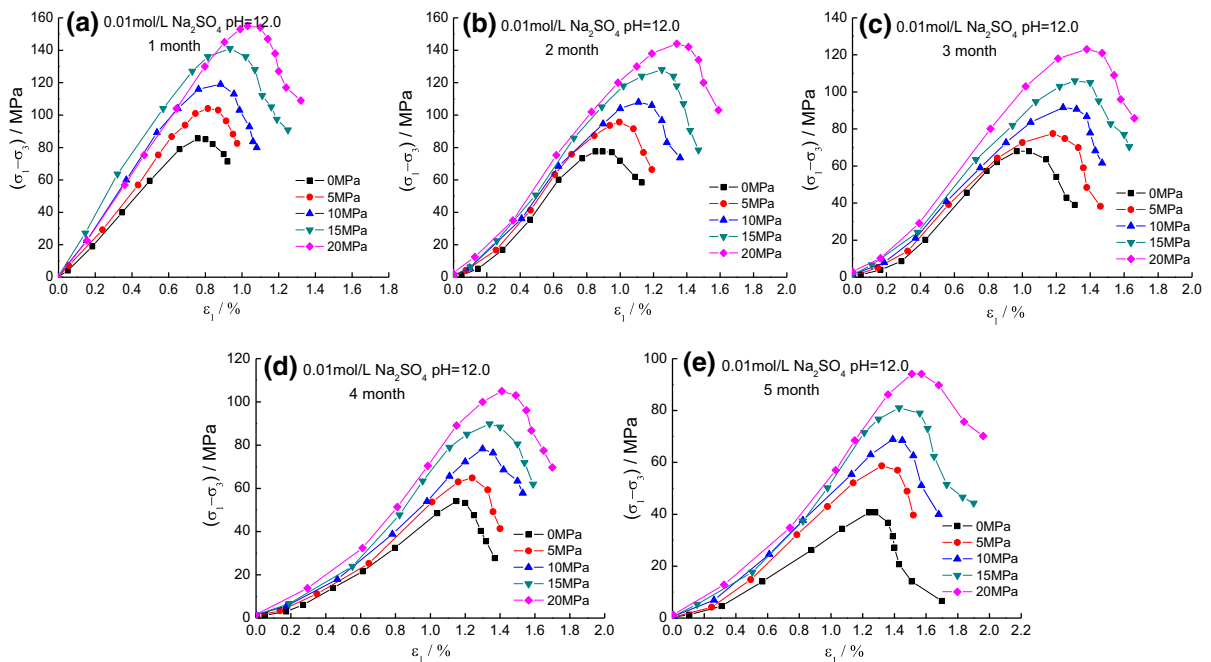 (a)
0.01mol/L Na₂SO₄ pH=12.0
1 month
(σ₁−σ₃) / MPa
160
140
120
100
80
60
40
20
0
0MPa
5MPa
10MPa
15MPa
20MPa
0.0 0.2 0.4 0.6 0.8 1.0 1.2 1.4 1.6 1.8
ε₁ / %
(b)
0.01mol/L Na₂SO₄ pH=12.0
2 month
(σ₁−σ₃) / MPa
160
140
120
100
80
60
40
20
0
0MPa
5MPa
10MPa
15MPa
20MPa
0.0 0.2 0.4 0.6 0.8 1.0 1.2 1.4 1.6 1.8 2.0
ε₁ / %
(c)
0.01mol/L Na₂SO₄ pH=12.0
3 month
(σ₁−σ₃) / MPa
140
120
100
80
60
40
20
0
0MPa
5MPa
10MPa
15MPa
20MPa
0.0 0.2 0.4 0.6 0.8 1.0 1.2 1.4 1.6 1.8 2.0
ε₁ / %
(d)
0.01mol/L Na₂SO₄ pH=12.0
4 month
(σ₁−σ₃) / MPa
120
100
80
60
40
20
0
0MPa
5MPa
10MPa
15MPa
20MPa
0.0 0.2 0.4 0.6 0.8 1.0 1.2 1.4 1.6 1.8 2.0
ε₁ / %
(e)
0.01mol/L Na₂SO₄ pH=12.0
5 month
(σ₁−σ₃) / MPa
100
80
60
40
20
0
0MPa
5MPa
10MPa
15MPa
20MPa
0.0 0.2 0.4 0.6 0.8 1.0 1.2 1.4 1.6 1.8 2.0 2.2
ε₁ / %